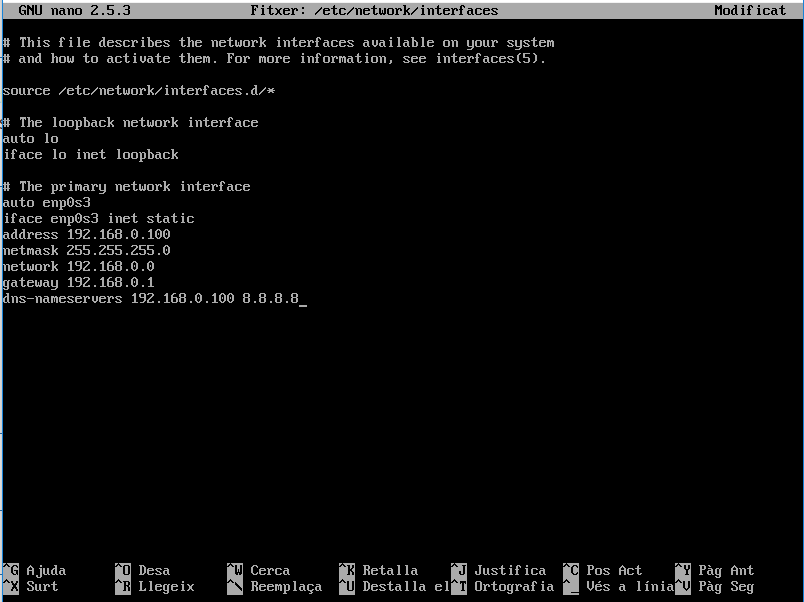 GNU nano 2.5.3 Fitxer: /etc/network/interfaces Modificat
# This file describes the network interfaces available on your system
# and how to activate them. For more information, see interfaces(5).
source /etc/network/interfaces.d/*
# The loopback network interface
auto lo
iface lo inet loopback
# The primary network interface
auto enp0s3
iface enp0s3 inet static
address 192.168.0.100
netmask 255.255.255.0
network 192.168.0.0
gateway 192.168.0.1
dns-nameservers 192.168.0.100 8.8.8.8_
^G Ajuda ^O Desa ^W Cerca ^K Retalla ^J Justifica ^C Pos Act ^Y Pàg Ant
^X Surt ^R Llegeix ^\ Reemplaça ^U Destalla el ^T Ortografia ^_ Vés a línia ^V Pàg Seg